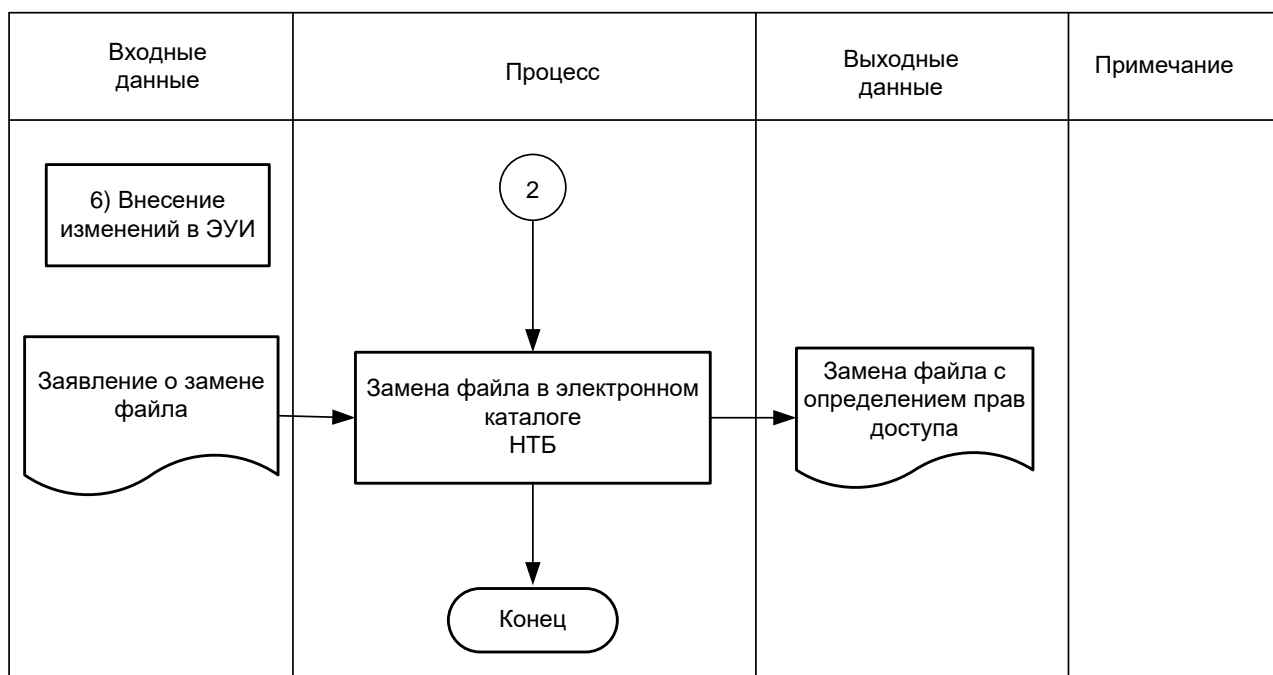 Входные
данные
Процесс
Выходные
данные
Примечание
6) Внесение
изменений в ЭУИ
2
Заявление о замене
файла
Замена файла в электронном
каталоге
НТБ
Замена файла с
определением прав
доступа
Конец